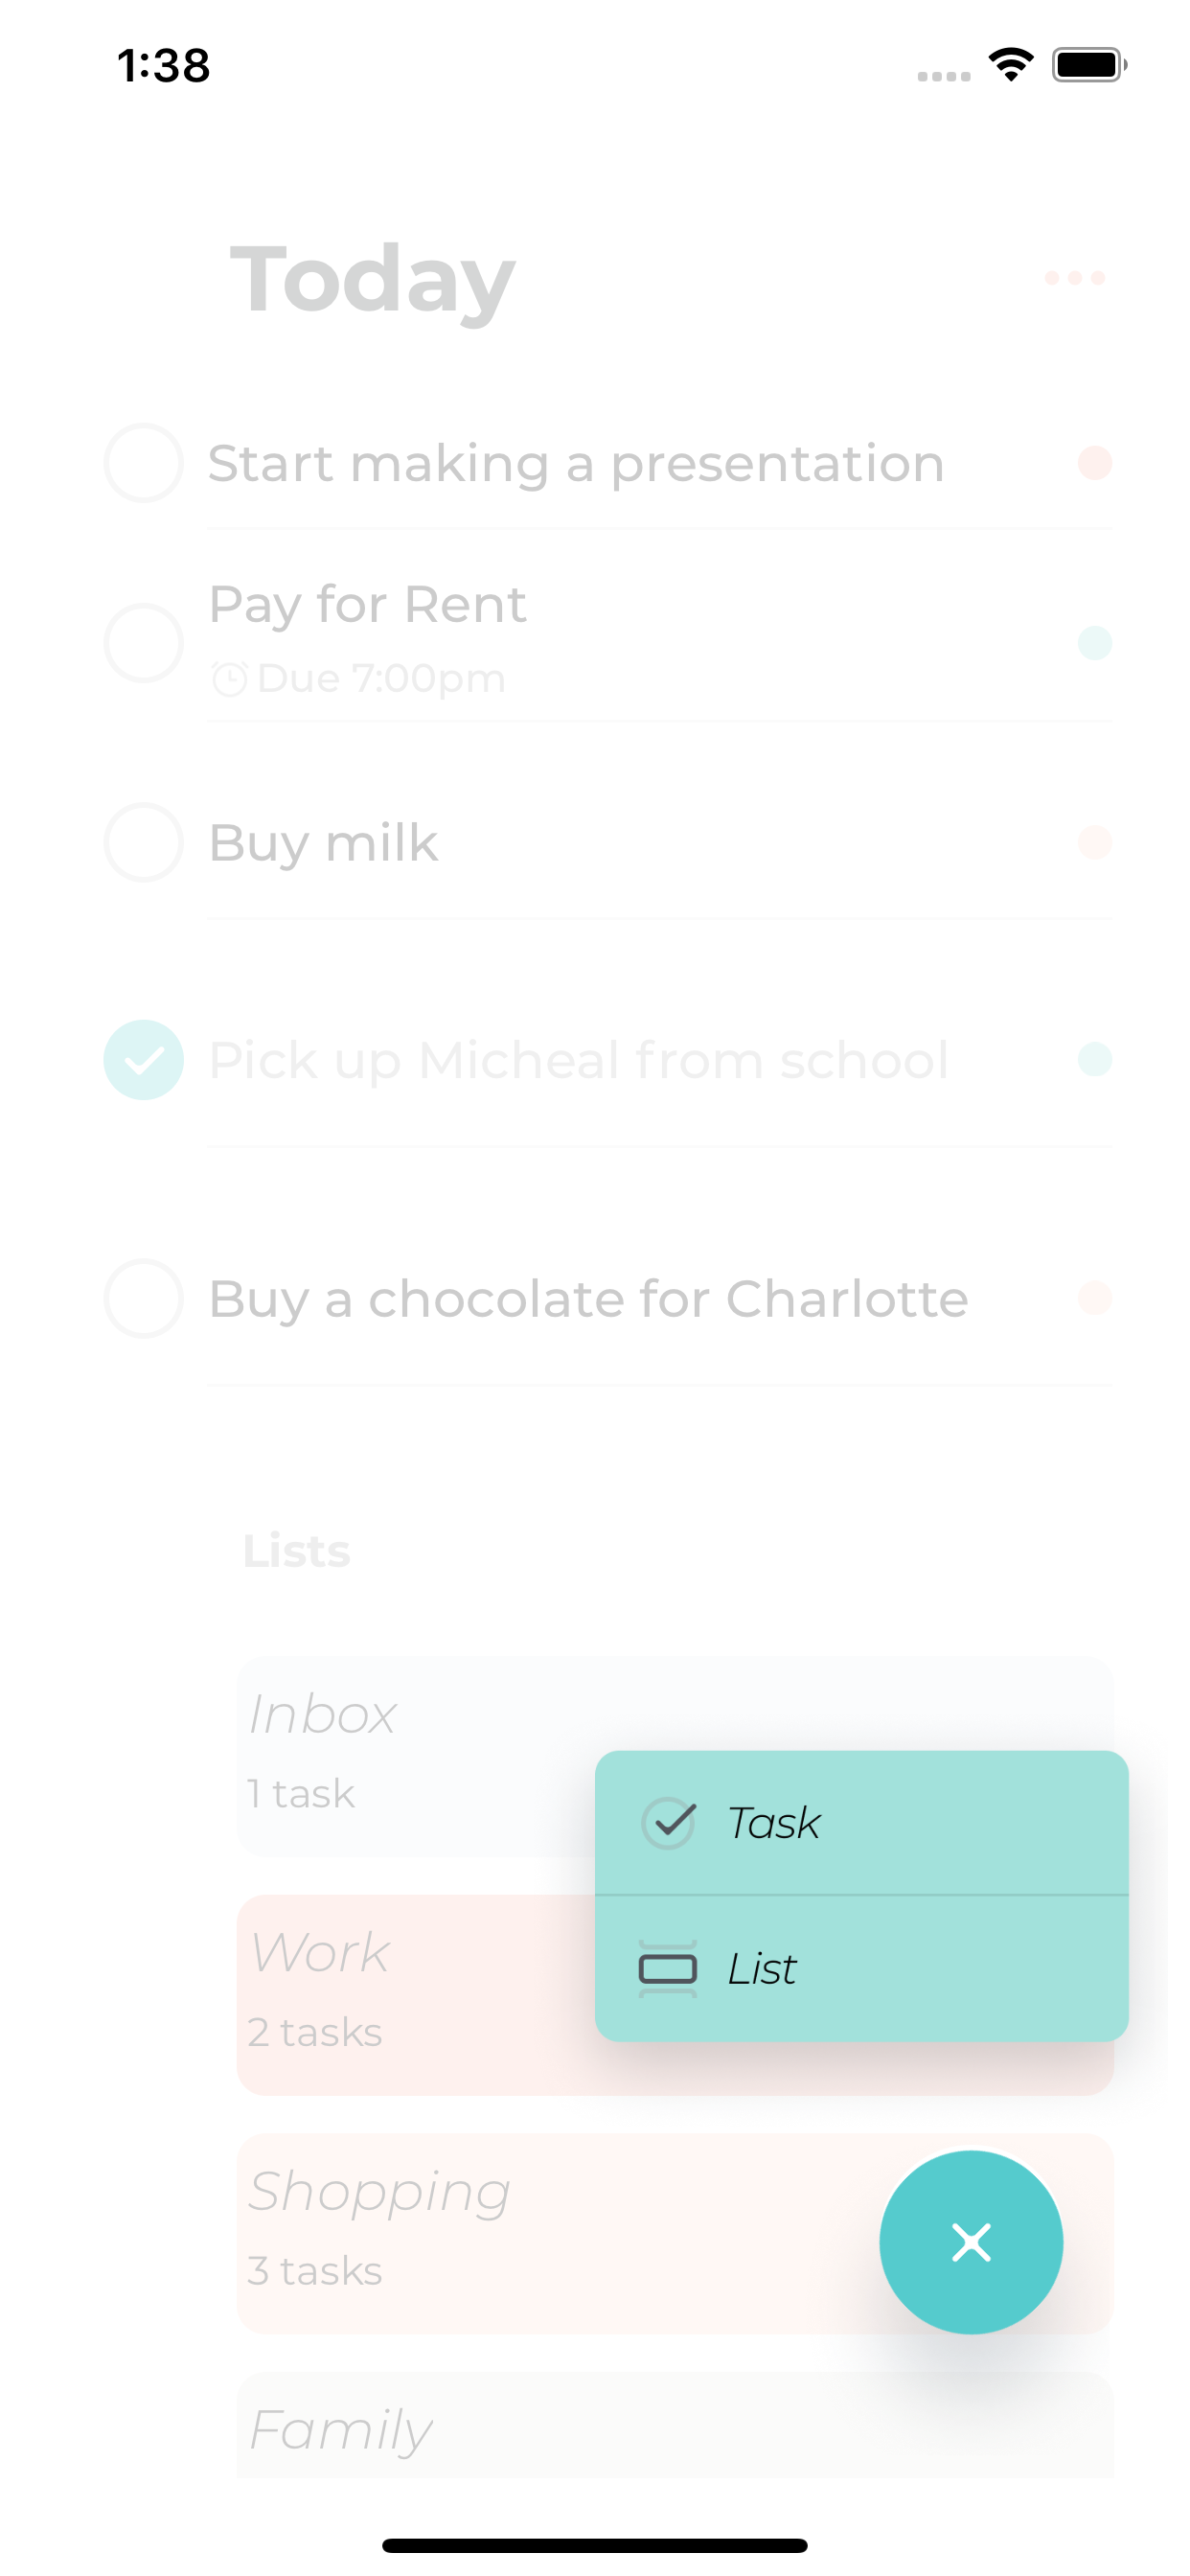 1:38
Today
Start making a presentation
Pay for Rent
Due 7:00pm
Buy milk
Pick up Micheal from school
Buy a chocolate for Charlotte
Lists
Inbox
1 task
Task
Work
List
2 tasks
Shopping
3 tasks
Family